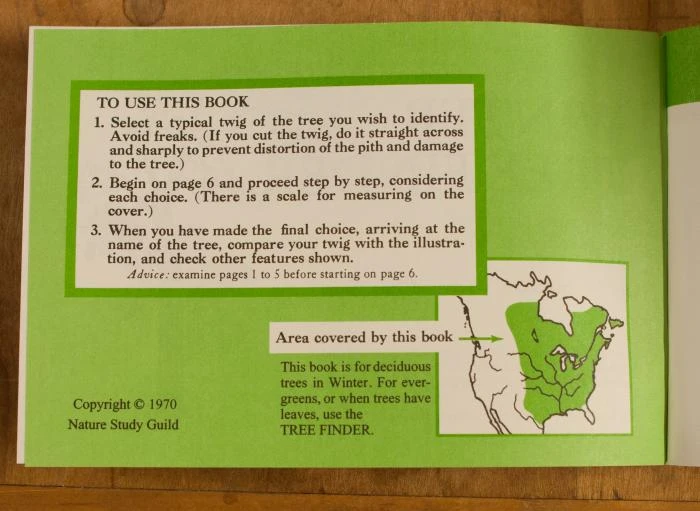 TO USE THIS BOOK
1. Select a typical twig of the tree you wish to identify.
Avoid freaks. (If you cut the twig, do it straight across
and sharply to prevent distortion of the pith and damage
to the tree.)
2. Begin on page 6 and proceed step by step, considering
each choice. (There is a scale for measuring on the
cover.)
3. When you have made the final choice, arriving at the
name of the tree, compare your twig with the illustra-
tion, and check other features shown.
Advice: examine pages 1 to 5 before starting on page 6.
Area covered by this book
This book is for deciduous
trees in Winter. For ever-
greens, or when trees have
leaves, use the
TREE FINDER.
Copyright © 1970
Nature Study Guild